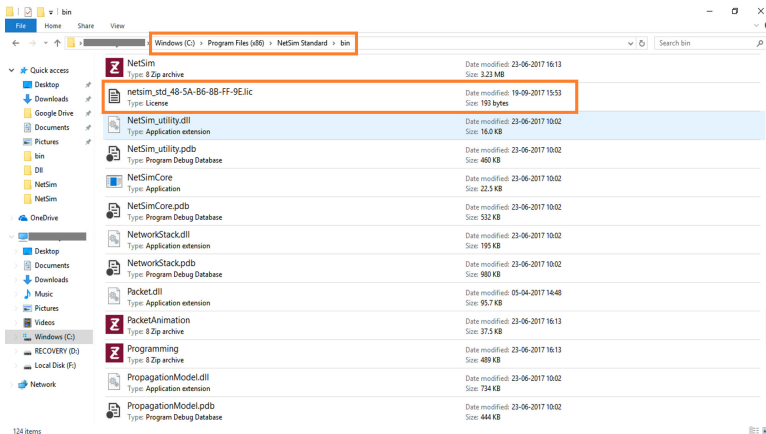 bin
File Home Share View
Windows (C:) › Program Files (x86) › NetSim Standard › bin
Search bin
Quick access
Desktop
Downloads
Google Drive
Documents
Pictures
bin
Dll
NetSim
NetSim
OneDrive
Desktop
Documents
Downloads
Music
Pictures
Videos
Windows (C:)
RECOVERY (D:)
Local Disk (F:)
Network
NetSim Date modified: 23-06-2017 16:13
Type: 8 Zip archive Size: 3.23 MB
netsim_std_48-5A-B6-8B-FF-9E.lic Date modified: 19-09-2017 15:53
Type: License Size: 193 bytes
NetSim_utility.dll Date modified: 23-06-2017 10:02
Type: Application extension Size: 16.0 KB
NetSim_utility.pdb Date modified: 23-06-2017 10:02
Type: Program Debug Database Size: 460 KB
NetSimCore Date modified: 23-06-2017 10:02
Type: Application Size: 22.5 KB
NetSimCore.pdb Date modified: 23-06-2017 10:02
Type: Program Debug Database Size: 532 KB
NetworkStack.dll Date modified: 23-06-2017 10:02
Type: Application extension Size: 195 KB
NetworkStack.pdb Date modified: 23-06-2017 10:02
Type: Program Debug Database Size: 980 KB
Packet.dll Date modified: 05-04-2017 14:48
Type: Application extension Size: 95.7 KB
PacketAnimation Date modified: 23-06-2017 16:13
Type: 8 Zip archive Size: 37.5 KB
Programming Date modified: 23-06-2017 16:13
Type: 8 Zip archive Size: 489 KB
PropagationModel.dll Date modified: 23-06-2017 10:02
Type: Application extension Size: 734 KB
PropagationModel.pdb Date modified: 23-06-2017 10:02
Type: Program Debug Database Size: 444 KB
124 items